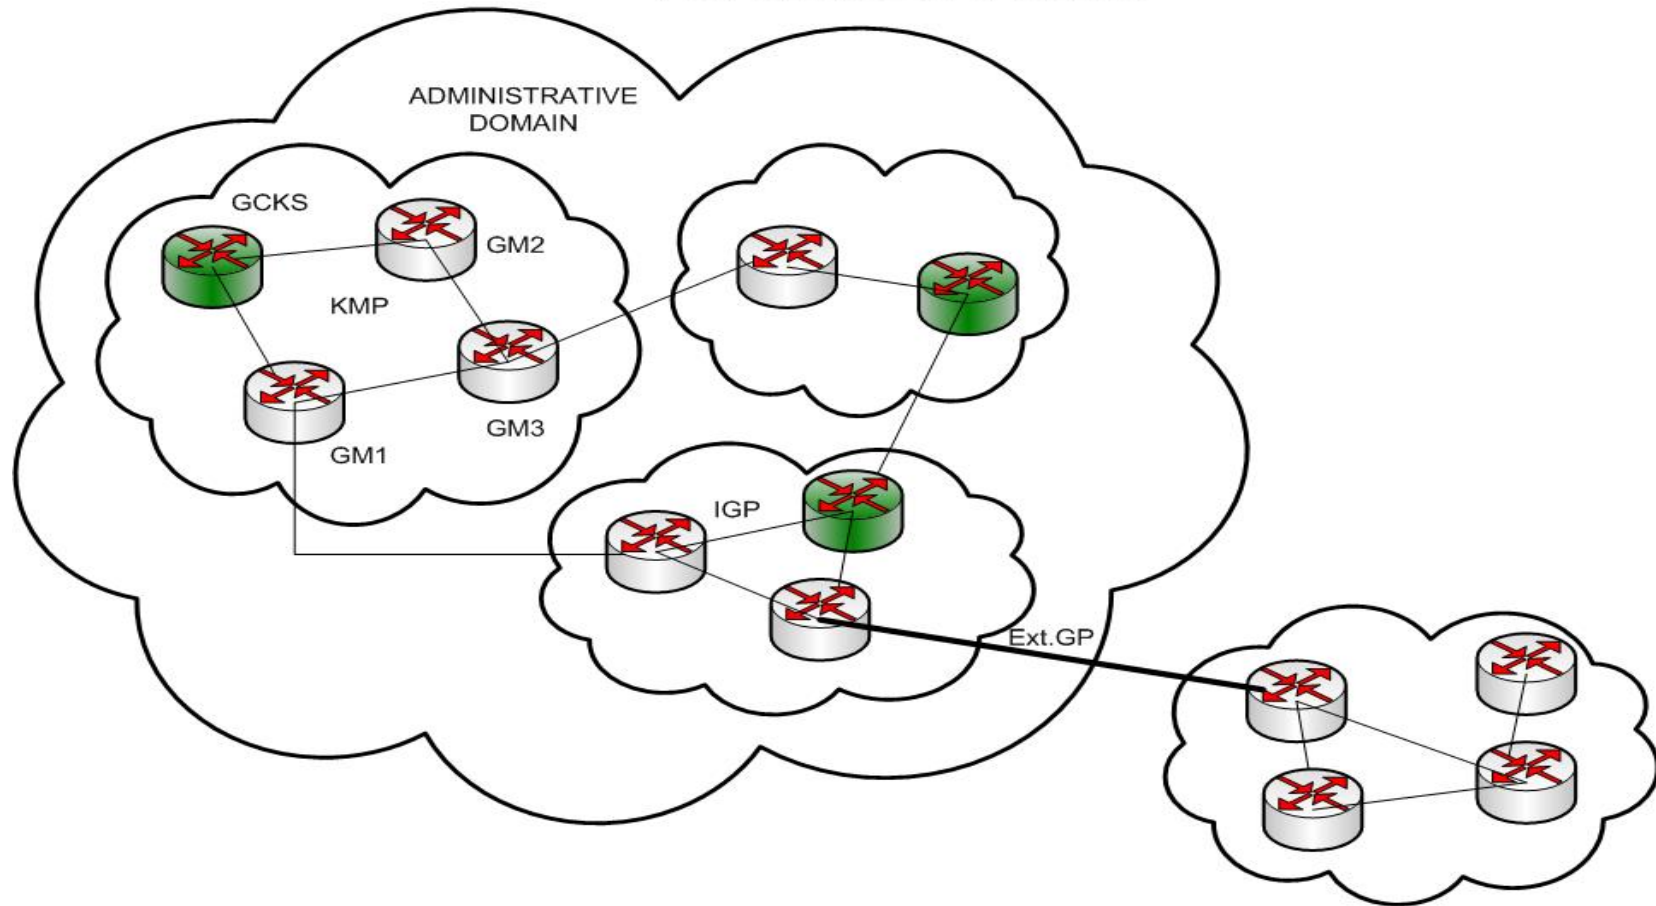 ADMINISTRATIVE
DOMAIN
GCKS
GM2
KMP
GM3
GM1
IGP
Ext.GP